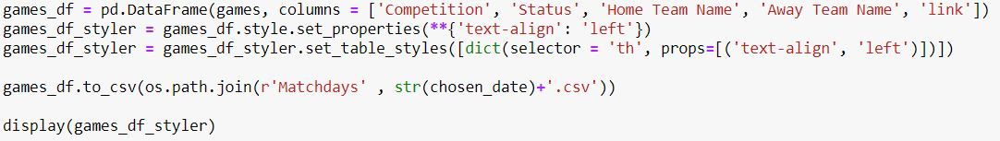 games_df = pd.DataFrame(games, columns = ['Competition', 'Status', 'Home Team Name', 'Away Team Name', 'link'])
games_df_styler = games_df.style.set_properties(**{'text-align': 'left'})
games_df_styler = games_df_styler.set_table_styles([dict(selector = 'th', props=[('text-align', 'left')])])
games_df.to_csv(os.path.join(r'Matchdays' , str(chosen_date)+'.csv'))
display(games_df_styler)